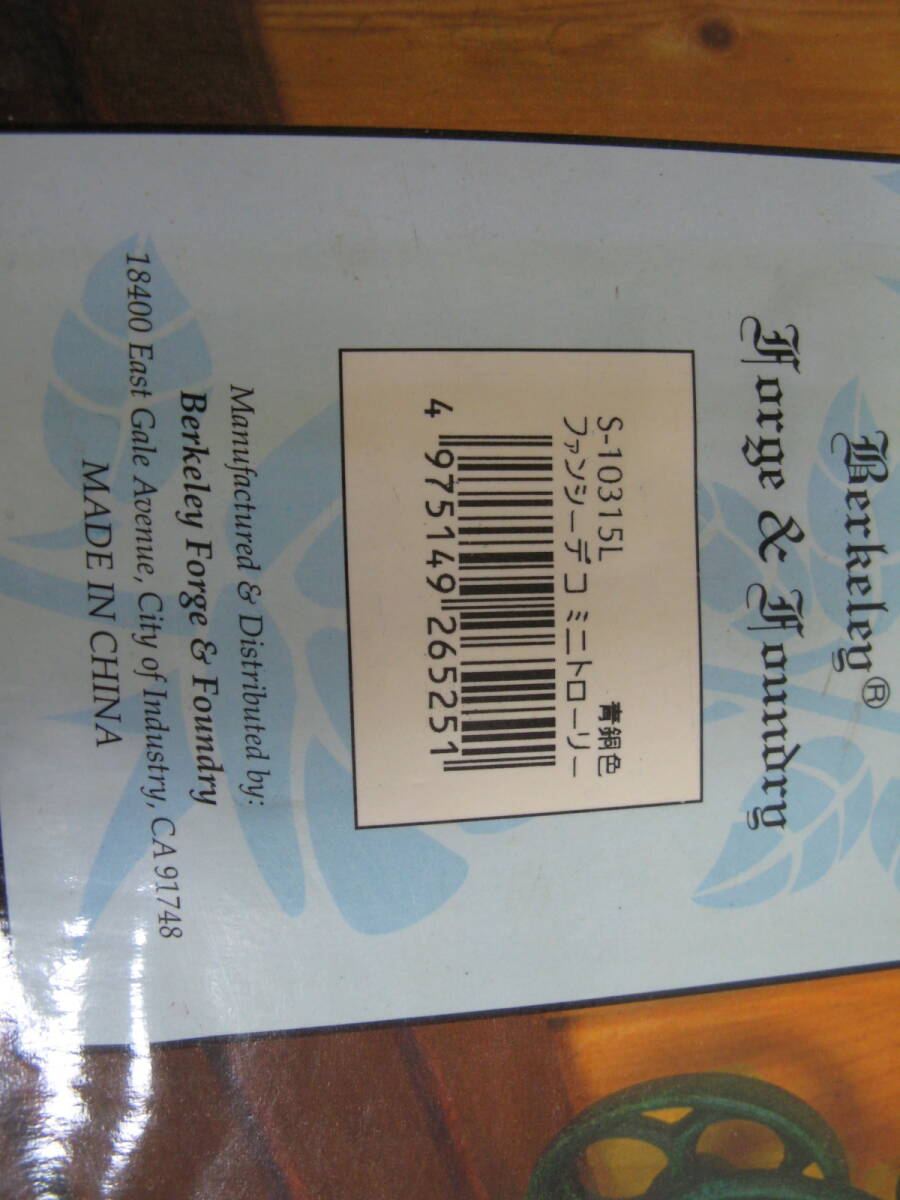 Berkeley®
Forge & Foundry
S-10315L 青銅色
ファンシーデコ ミニトローリー
4 975149 265251
Manufactured & Distributed by:
Berkeley Forge & Foundry
18400 East Gale Avenue, City of Industry, CA 91748
MADE IN CHINA